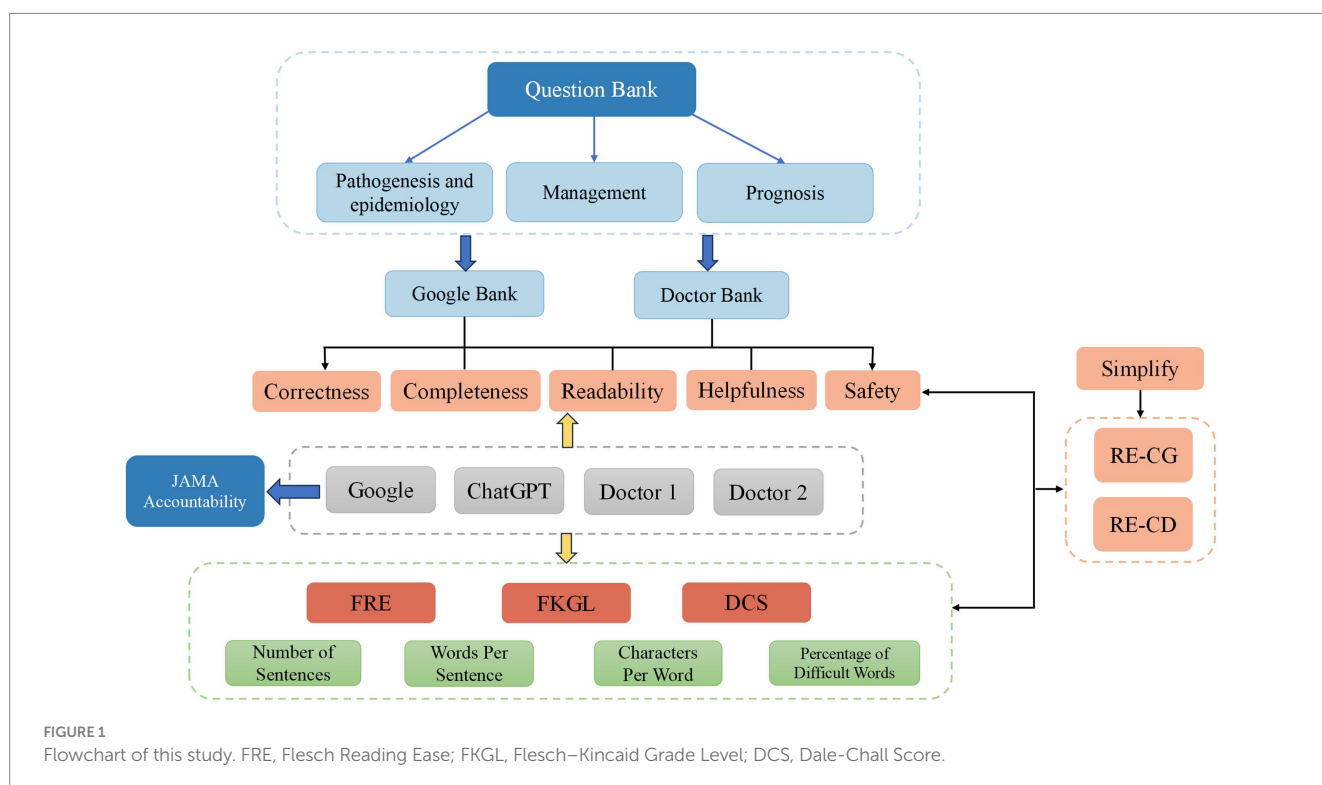 Question Bank
Pathogenesis and
epidemiology
Management
Prognosis
Google Bank
Doctor Bank
Correctness
Completeness
Readability
Helpfulness
Safety
Simplify
RE-CG
RE-CD
JAMA
Accountability
Google
ChatGPT
Doctor 1
Doctor 2
FRE
FKGL
DCS
Number of
Sentences
Words Per
Sentence
Characters
Per Word
Percentage of
Difficult Words
FIGURE 1
Flowchart of this study. FRE, Flesch Reading Ease; FKGL, Flesch–Kincaid Grade Level; DCS, Dale-Chall Score.